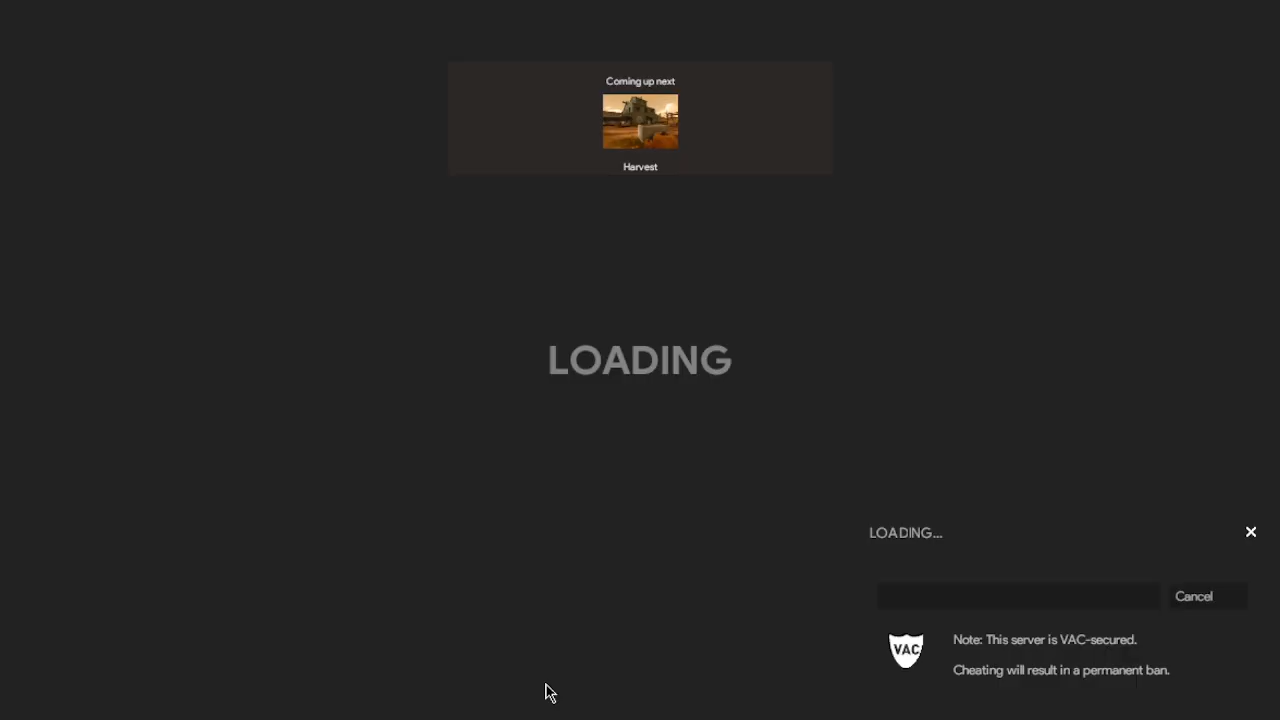 Coming up next
Harvest
LOADING
LOADING...
Cancel
VAC
Note: This server is VAC-secured.
Cheating will result in a permanent ban.